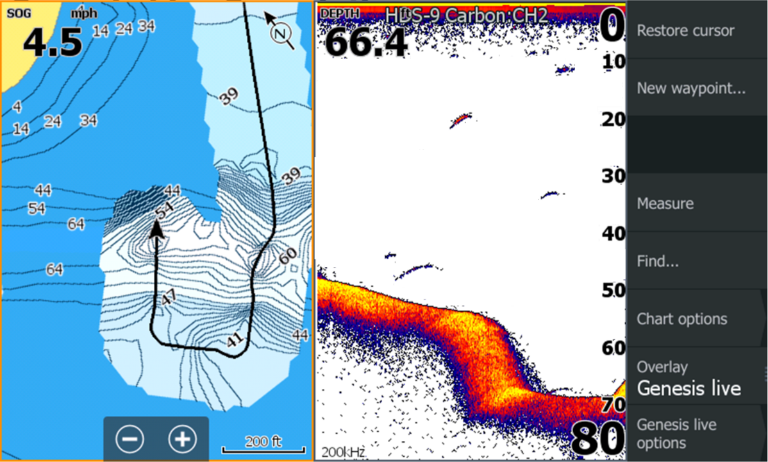 SOG mph
4.5
14 24 34
N
39
4
14 24 34
39
44 44
54 54
64
60
64
47
44
41
200 ft
DEPTH HDS-9 Carbon CH2
66.4
0
10
20
30
40
50
60
70
80
200kHz
Restore cursor
New waypoint...
Measure
Find...
Chart options
Overlay
Genesis live
Genesis live
options